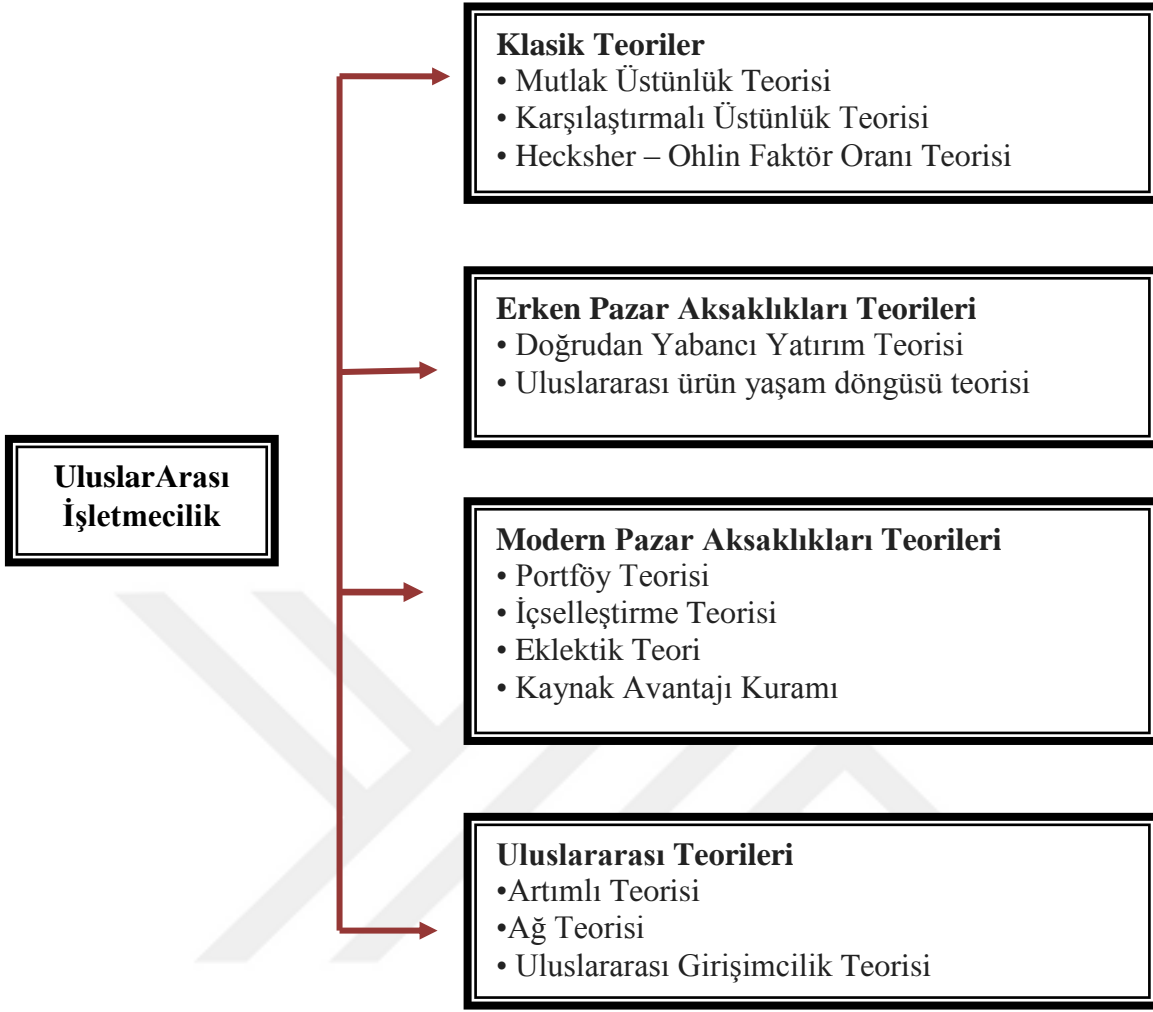 Klasik Teoriler
• Mutlak Üstünlük Teorisi
• Karşılaştırmalı Üstünlük Teorisi
• Hecksher – Ohlin Faktör Oranı Teorisi
Erken Pazar Aksaklıkları Teorileri
• Doğrudan Yabancı Yatırım Teorisi
• Uluslararası ürün yaşam döngüsü teorisi
UluslarArası
İşletmecilik
Modern Pazar Aksaklıkları Teorileri
• Portföy Teorisi
• İçselleştirme Teorisi
• Eklektik Teori
• Kaynak Avantajı Kuramı
Uluslararası Teorileri
•Artımlı Teorisi
•Ağ Teorisi
• Uluslararası Girişimcilik Teorisi